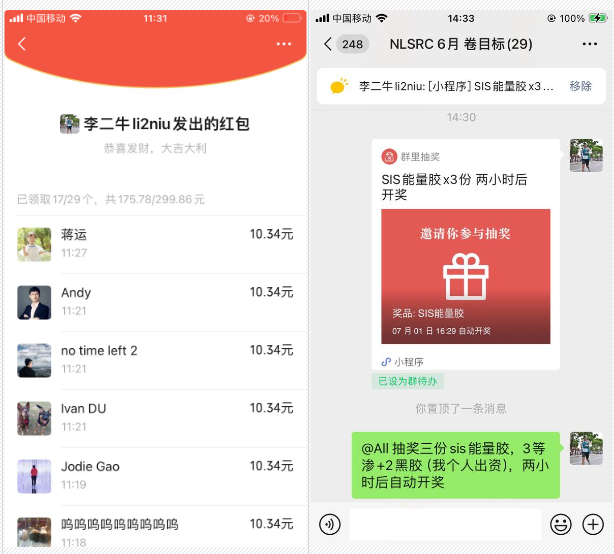 中国移动
11:31
20%
李二牛li2niu发出的红包
恭喜发财，大吉大利
已领取17/29个，共175.78/299.86元
蒋运
10.34元
11:27
Andy
10.34元
11:21
no time left 2
10.34元
11:21
Ivan DU
10.34元
11:21
Jodie Gao
10.34元
11:19
呜呜呜呜呜呜呜呜呜
10.34元
11:18
中国移动
14:33
100%
248
NLSRC 6月 卷目标(29)
李二牛li2niu: [小程序] SIS能量胶x3...
移除
14:30
群里抽奖
SIS能量胶x3份 两小时后
开奖
邀请你参与抽奖
奖品: SIS能量胶
07 月 01 日 16:29 自动开奖
小程序
已设为群待办
你置顶了一条消息
@All 抽奖三份sis能量胶，3等
渗+2黑胶 (我个人出资)，两小
时后自动开奖